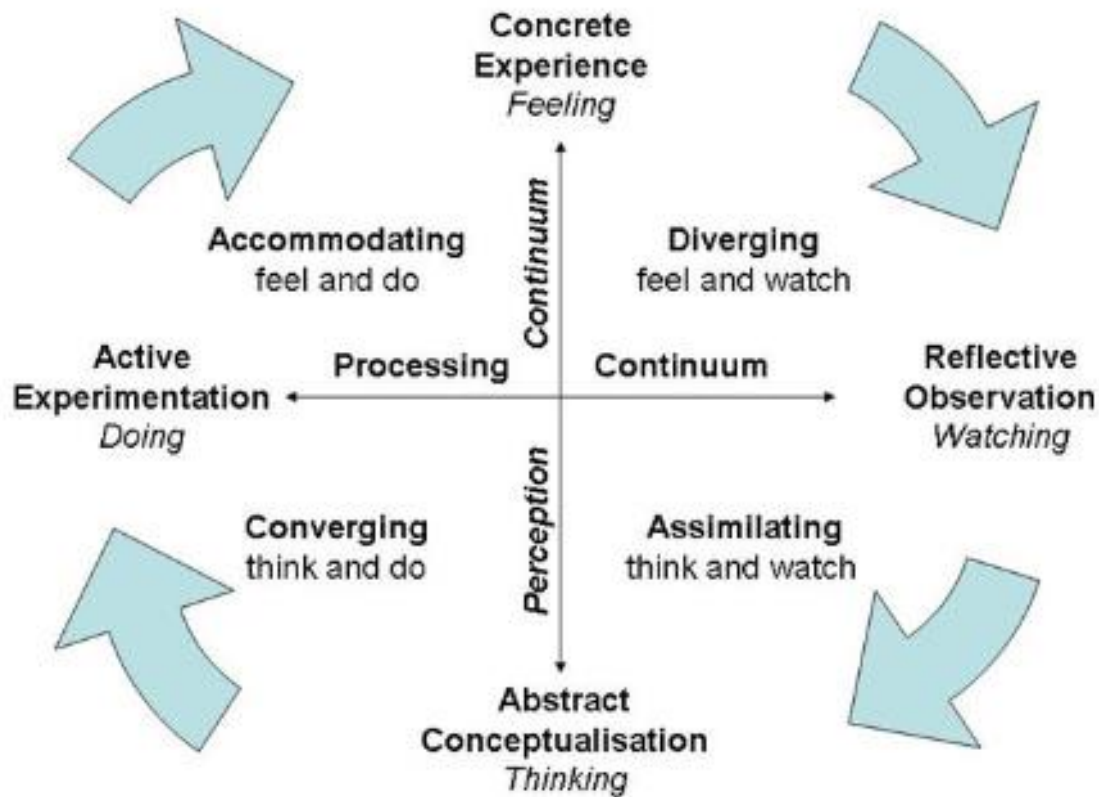 Concrete
Experience
Feeling
Continuum
Accommodating
feel and do
Diverging
feel and watch
Active
Experimentation
Doing
Processing
Continuum
Reflective
Observation
Watching
Perception
Converging
think and do
Assimilating
think and watch
Abstract
Conceptualisation
Thinking